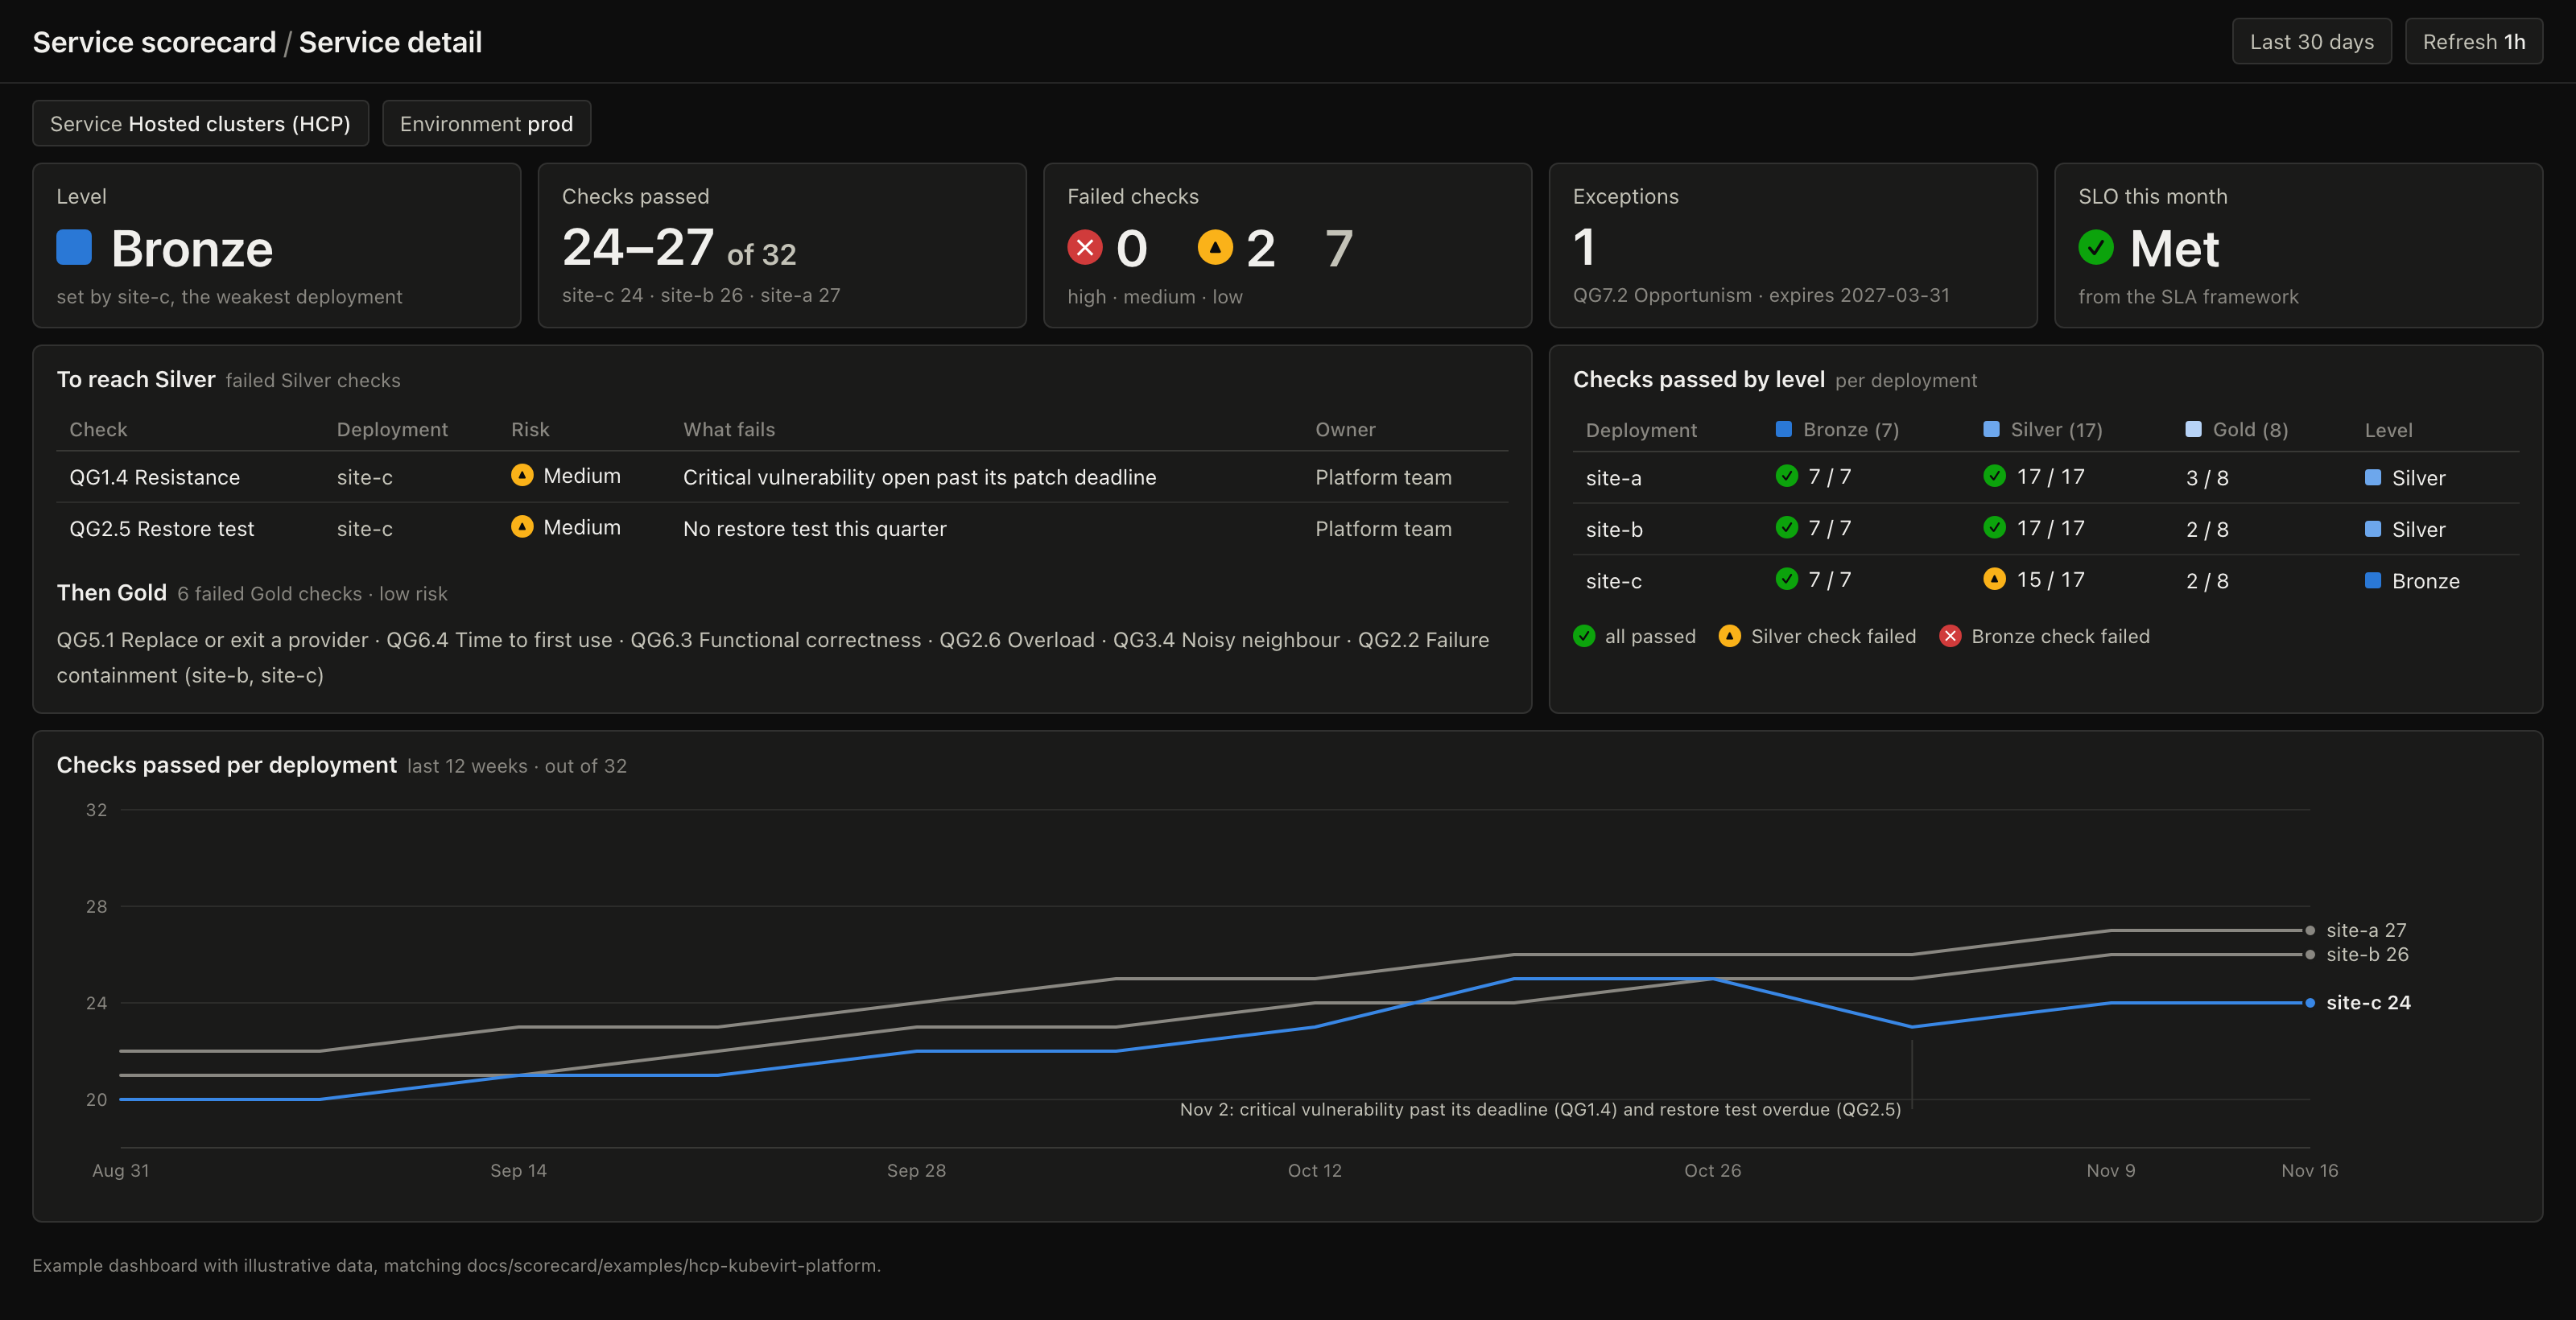 Service scorecard / Service detail
Last 30 days
Refresh 1h
Service Hosted clusters (HCP)
Environment prod
Level
Bronze
set by site-c, the weakest deployment
Checks passed
24–27 of 32
site-c 24 · site-b 26 · site-a 27
Failed checks
0 2 7
high · medium · low
Exceptions
1
QG7.2 Opportunism · expires 2027-03-31
SLO this month
Met
from the SLA framework
To reach Silver failed Silver checks
Check Deployment Risk What fails Owner
QG1.4 Resistance site-c Medium Critical vulnerability open past its patch deadline Platform team
QG2.5 Restore test site-c Medium No restore test this quarter Platform team
Then Gold 6 failed Gold checks · low risk
QG5.1 Replace or exit a provider · QG6.4 Time to first use · QG6.3 Functional correctness · QG2.6 Overload · QG3.4 Noisy neighbour · QG2.2 Failure
containment (site-b, site-c)
Checks passed by level per deployment
Deployment Bronze (7) Silver (17) Gold (8) Level
site-a 7 / 7 17 / 17 3 / 8 Silver
site-b 7 / 7 17 / 17 2 / 8 Silver
site-c 7 / 7 15 / 17 2 / 8 Bronze
all passed Silver check failed Bronze check failed
Checks passed per deployment last 12 weeks · out of 32
32
28
24
20
site-a 27
site-b 26
site-c 24
Nov 2: critical vulnerability past its deadline (QG1.4) and restore test overdue (QG2.5)
Aug 31 Sep 14 Sep 28 Oct 12 Oct 26 Nov 9 Nov 16
Example dashboard with illustrative data, matching docs/scorecard/examples/hcp-kubevirt-platform.